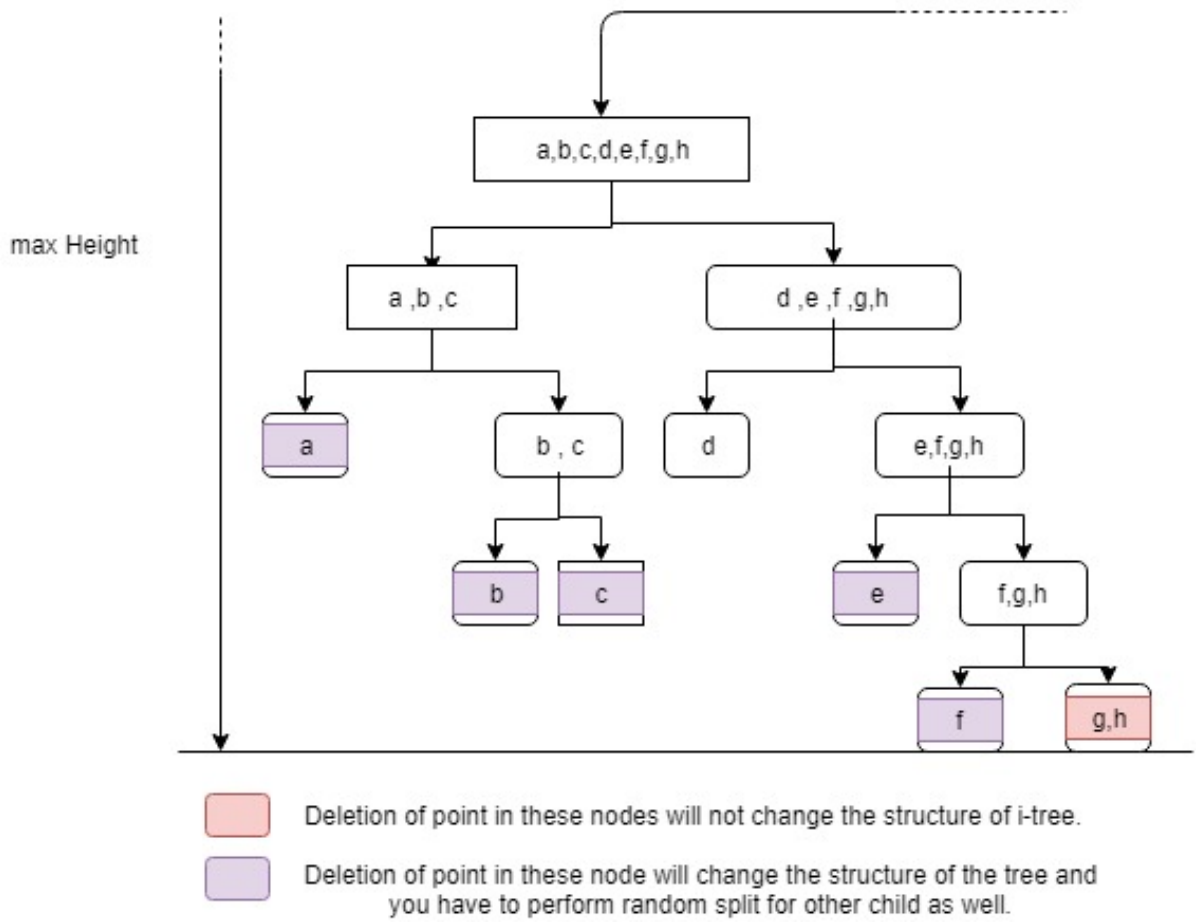 a,b,c,d,e,f,g,h
max Height
a ,b ,c
d ,e ,f ,g,h
a
b , c
d
e,f,g,h
b
c
e
f,g,h
f
g,h
Deletion of point in these nodes will not change the structure of i-tree.
Deletion of point in these node will change the structure of the tree and
you have to perform random split for other child as well.